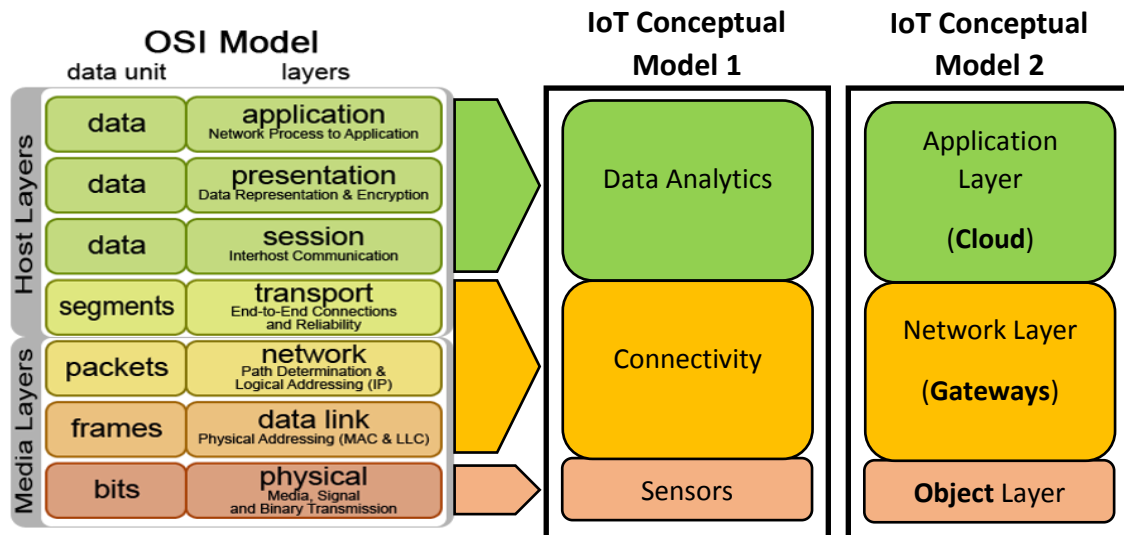 OSI Model
data unit layers
Host Layers
data application
Network Process to Application
data presentation
Data Representation & Encryption
data session
Interhost Communication
segments transport
End-to-End Connections
and Reliability
Media Layers
packets network
Path Determination &
Logical Addressing (IP)
frames data link
Physical Addressing (MAC & LLC)
bits physical
Media, Signal
and Binary Transmission
IoT Conceptual
Model 1
Data Analytics
Connectivity
Sensors
IoT Conceptual
Model 2
Application
Layer
(Cloud)
Network Layer
(Gateways)
Object Layer